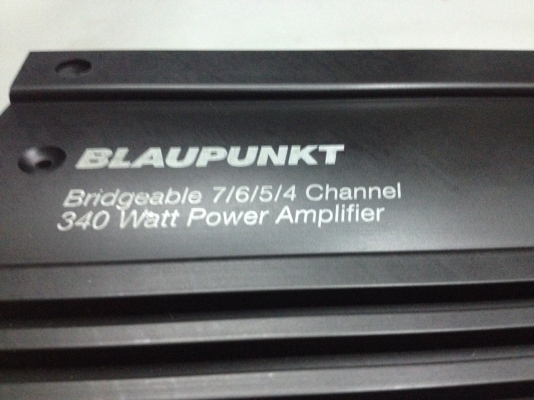 BLAUPUNKT
Bridgeable 7/6/5/4 Channel
340 Watt Power Amplifier